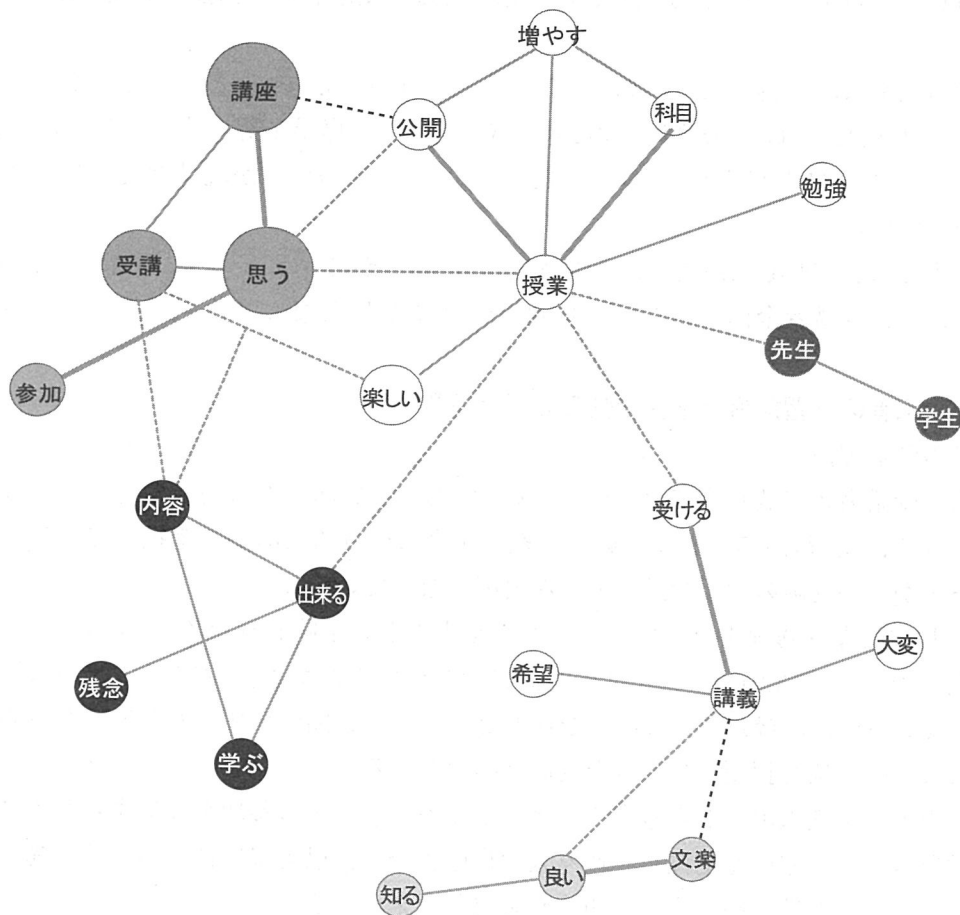 増やす
講座
公開
科目
勉強
受講
思う
授業
先生
参加
楽しい
学生
内容
受ける
出来る
残念
希望
大変
講義
学ぶ
文楽
良い
知る